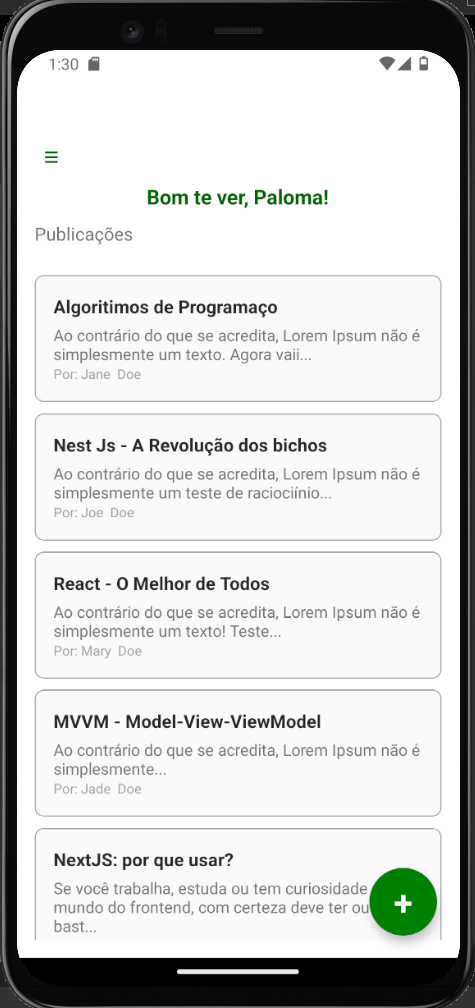 1:30
☰
Bom te ver, Paloma!
Publicações
Algoritimos de Programaço
Ao contrário do que se acredita, Lorem Ipsum não é
simplesmente um texto. Agora vaii...
Por: Jane  Doe
Nest Js - A Revolução dos bichos
Ao contrário do que se acredita, Lorem Ipsum não é
simplesmente um teste de raciociínio...
Por: Joe  Doe
React - O Melhor de Todos
Ao contrário do que se acredita, Lorem Ipsum não é
simplesmente um texto! Teste...
Por: Mary  Doe
MVVM - Model-View-ViewModel
Ao contrário do que se acredita, Lorem Ipsum não é
simplesmente...
Por: Jade  Doe
NextJS: por que usar?
Se você trabalha, estuda ou tem curiosidade
mundo do frontend, com certeza deve ter ou
bast...
+